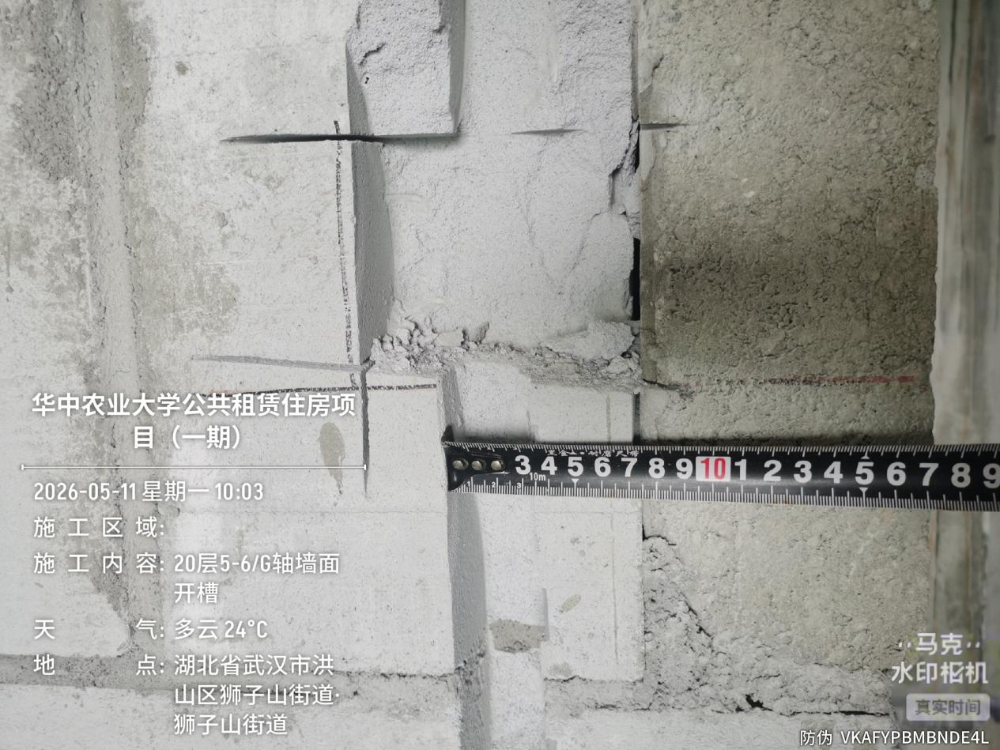 3 4 5 6 7 8 9 10 1 2 3 4 5 6 7 8 9
1 2 3 10m
华中农业大学公共租赁住房项
目（一期）
2026-05-11 星期一 10:03
施工区域:
施工内容: 20层5-6/G轴墙面
开槽
天气: 多云 24℃
地点: 湖北省武汉市洪
山区狮子山街道·
狮子山街道
马克
水印相机
真实时间
防伪 VKAFYPBMBNDE4L